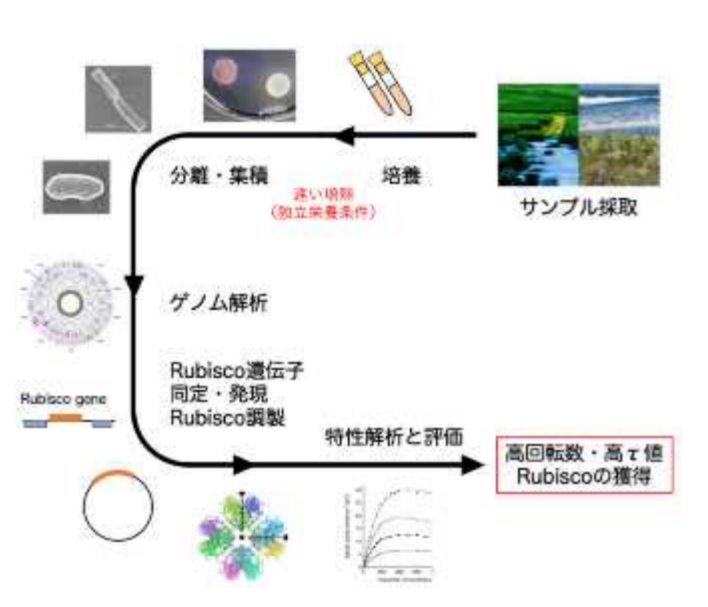 サンプル採取
培養
分離・集積
速い増殖
(独立栄養条件)
ゲノム解析
Rubisco遺伝子
同定・発現
Rubisco調製
Rubisco gene
特性解析と評価
高回転数・高τ値
Rubiscoの獲得